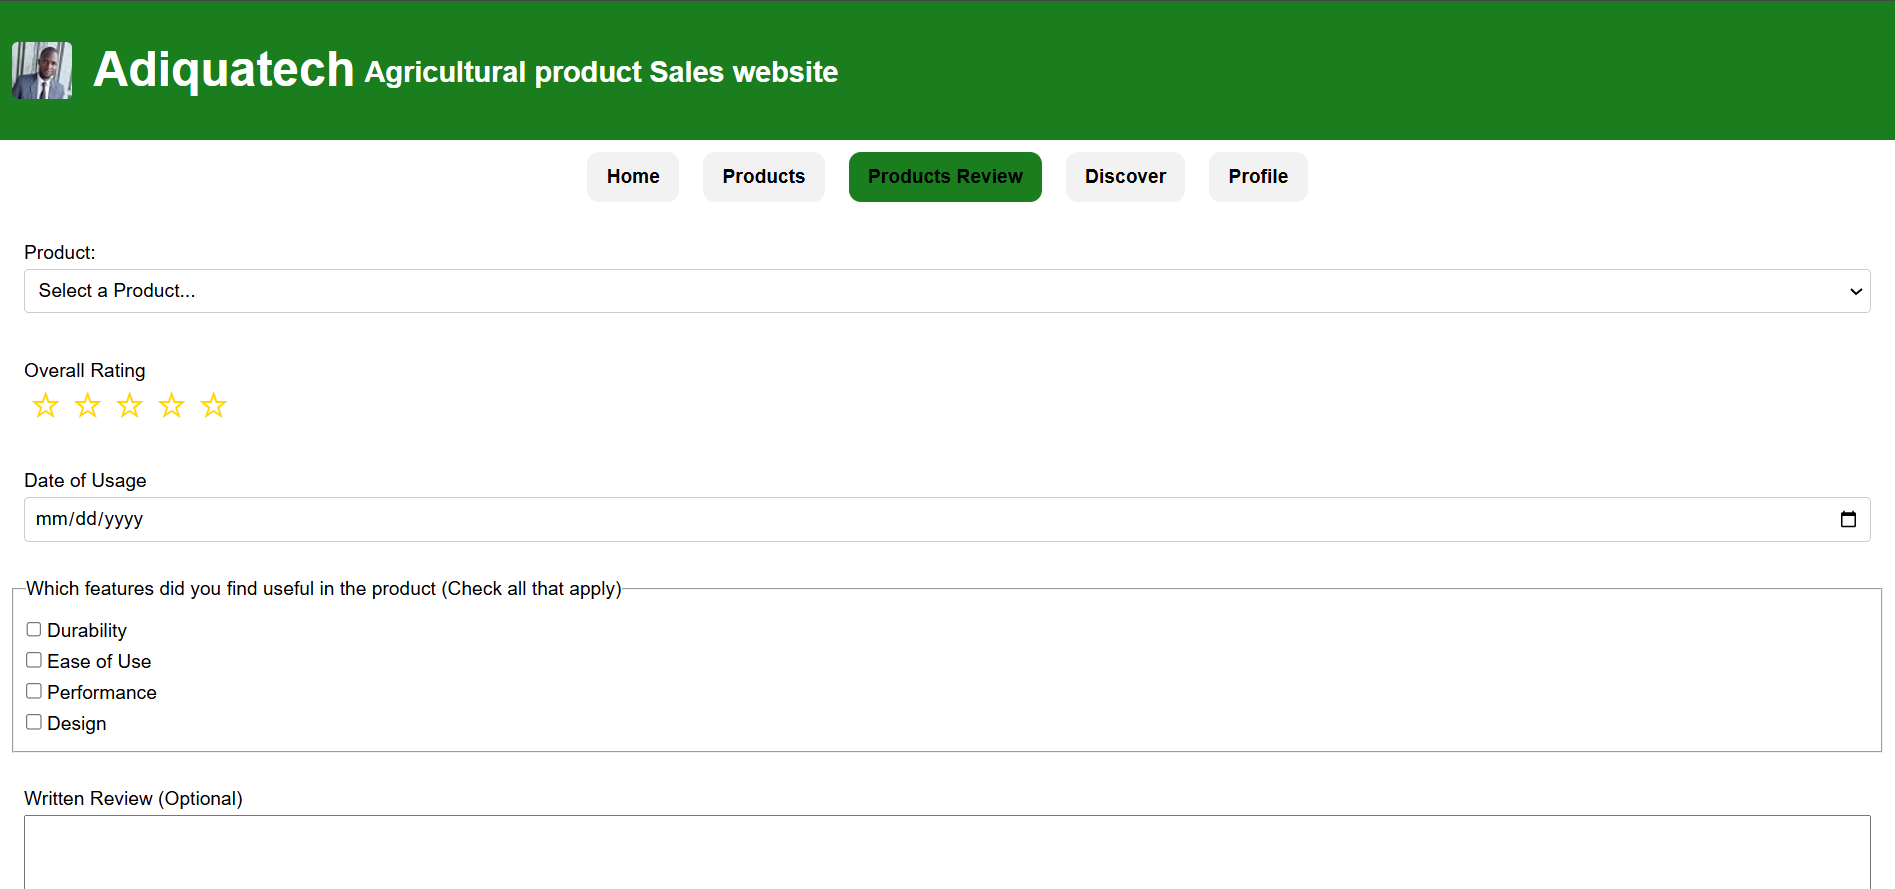 Adiquatech Agricultural product Sales website
Home Products Products Review Discover Profile
Product:
Select a Product...
Overall Rating
Date of Usage
mm/dd/yyyy
Which features did you find useful in the product (Check all that apply)
Durability
Ease of Use
Performance
Design
Written Review (Optional)